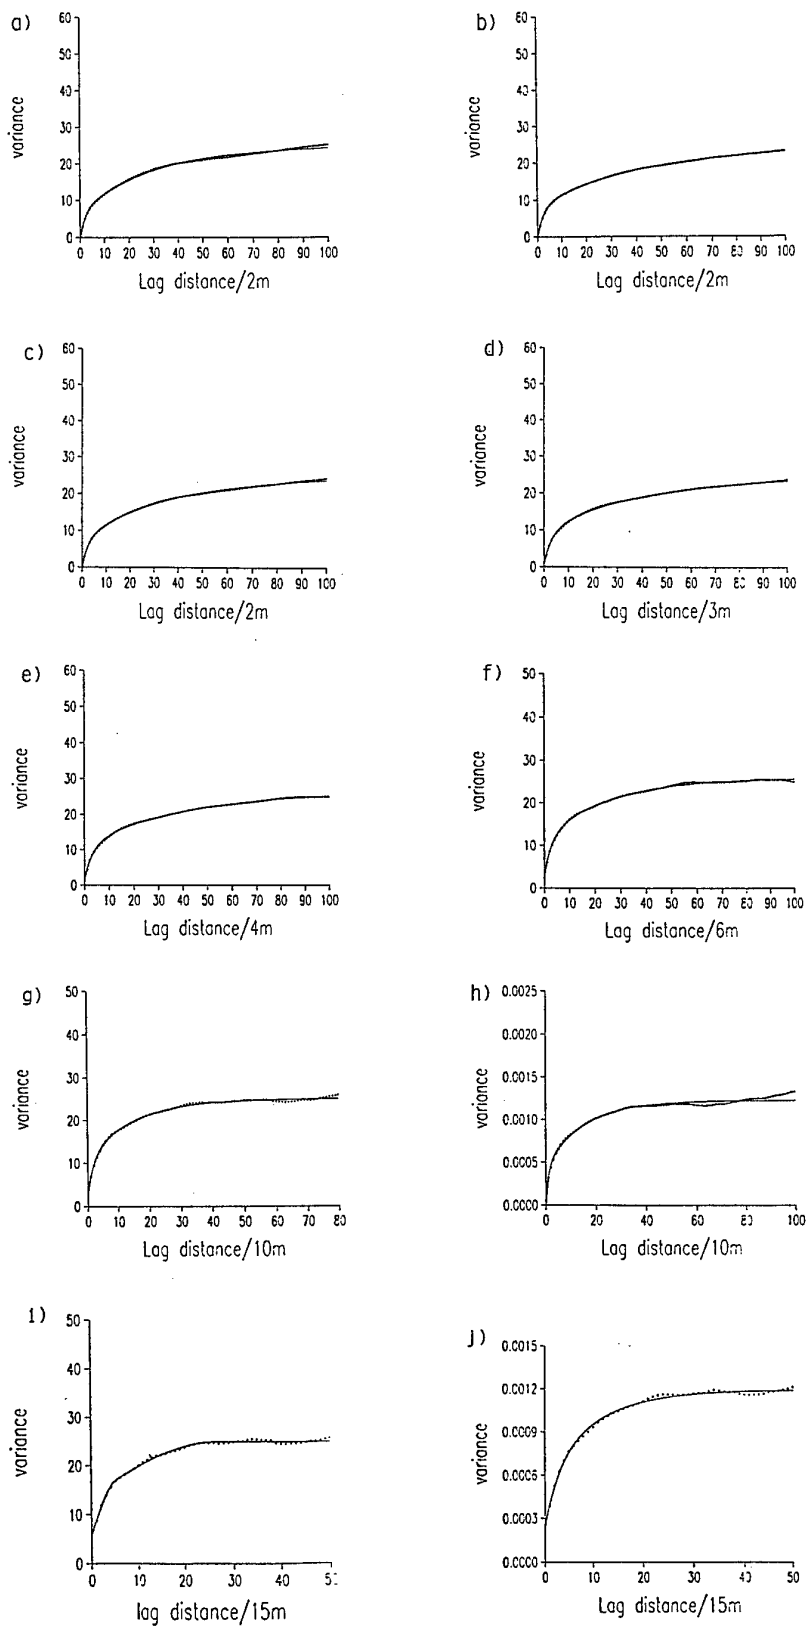 a)
60
50
40
30
20
10
0
variance
0 10 20 30 40 50 60 70 80 90 100
Lag distance/2m
b)
60
50
40
30
20
10
0
variance
0 10 20 30 40 50 60 70 80 90 100
Lag distance/2m
c)
60
50
40
30
20
10
0
variance
0 10 20 30 40 50 60 70 80 90 100
Lag distance/2m
d)
60
50
40
30
20
10
0
variance
0 10 20 30 40 50 60 70 80 90 100
Lag distance/3m
e)
60
50
40
30
20
10
0
variance
0 10 20 30 40 50 60 70 80 90 100
Lag distance/4m
f)
50
40
30
20
10
0
variance
0 10 20 30 40 50 60 70 80 90 100
Lag distance/6m
g)
50
40
30
20
10
0
variance
0 10 20 30 40 50 60 70 80
Lag distance/10m
h)
0.0025
0.0020
0.0015
0.0010
0.0005
0.0000
variance
0 20 40 60 80 100
Lag distance/10m
i)
50
40
30
20
10
0
variance
0 10 20 30 40 50
lag distance/15m
j)
0.0015
0.0012
0.0009
0.0006
0.0003
0.0000
variance
0 10 20 30 40 50
Lag distance/15m